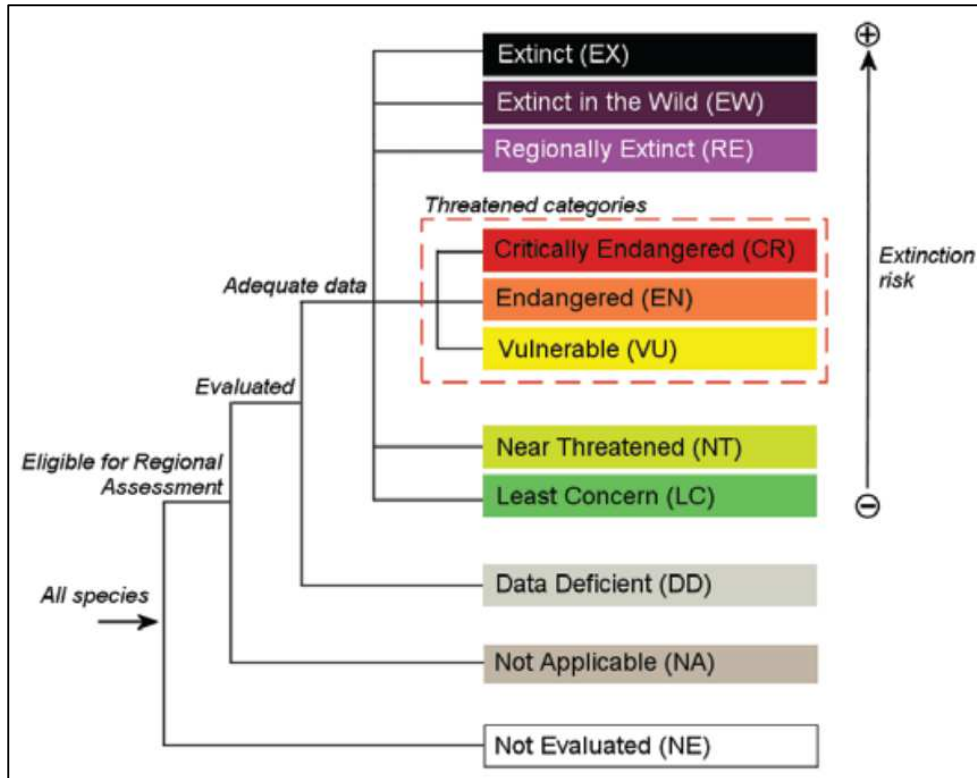 Extinct (EX)
Extinct in the Wild (EW)
Regionally Extinct (RE)
Threatened categories
Critically Endangered (CR)
Extinction
risk
Adequate data
Endangered (EN)
Vulnerable (VU)
Evaluated
Eligible for Regional
Assessment
Near Threatened (NT)
Least Concern (LC)
Data Deficient (DD)
All species
Not Applicable (NA)
Not Evaluated (NE)